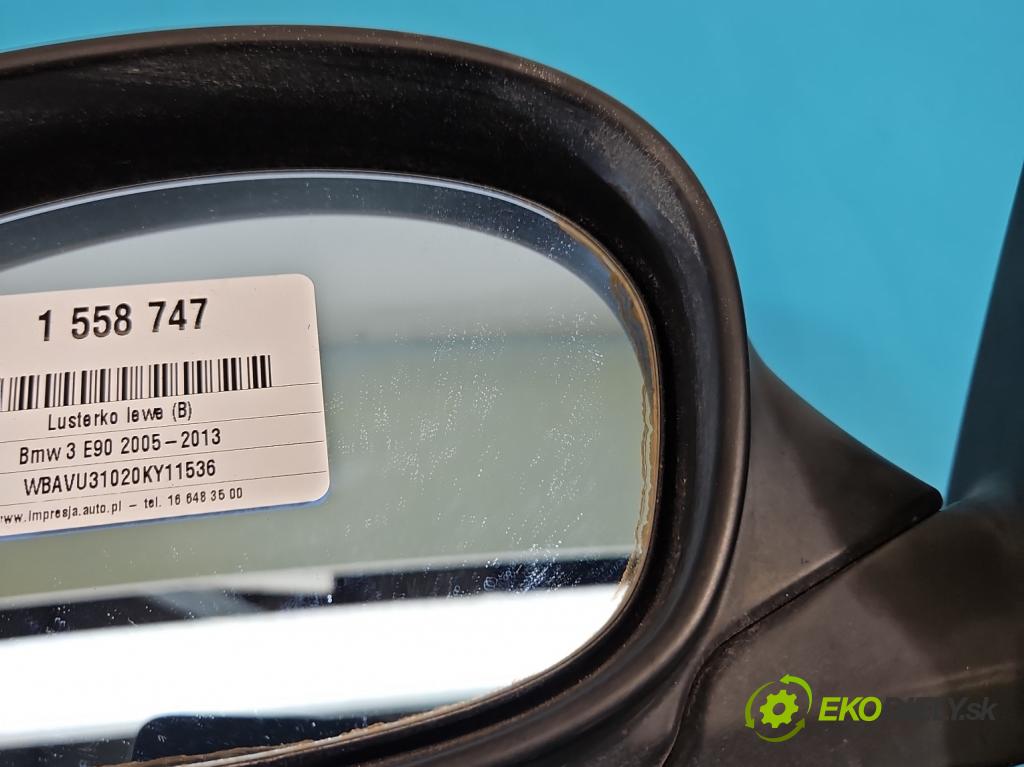 1 558 747
Lusterko lewe (B)
Bmw 3 E90 2005-2013
WBAVU31020KY11536
www.impresja.auto.pl - tel. 16 648 35 00
EKODIELY.sk